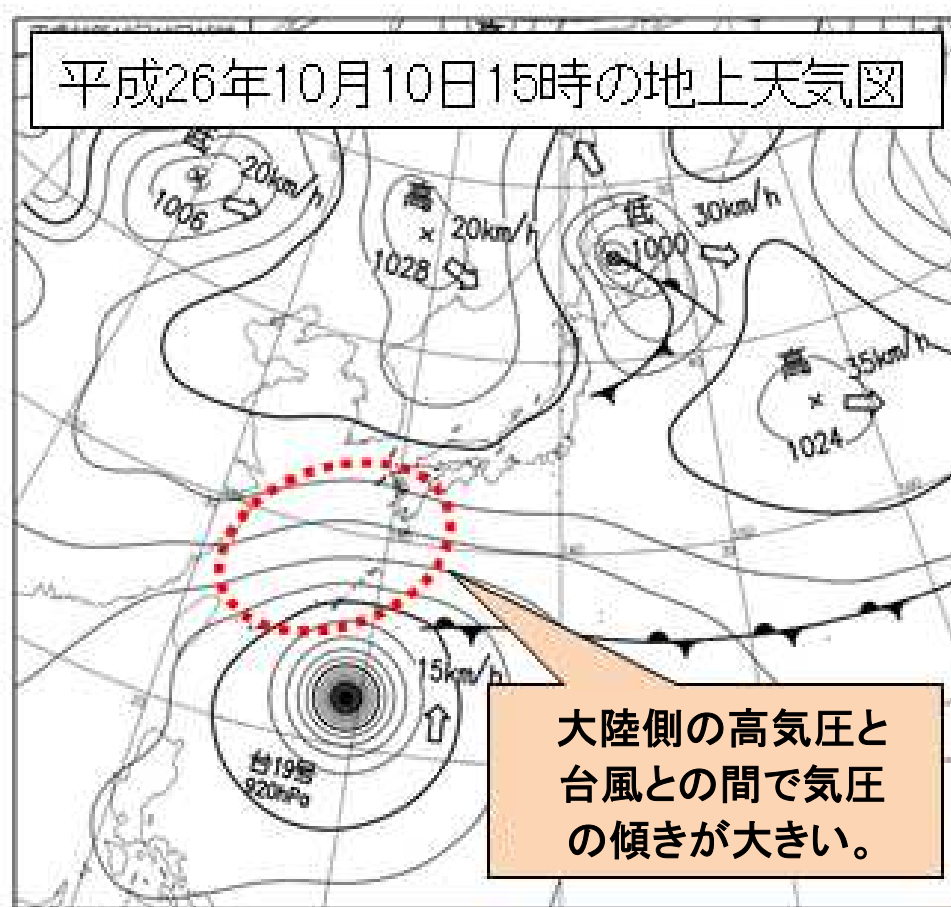 平成26年10月10日15時の地上天気図
低
20km/h
1006
高
20km/h
1028
低
30km/h
1000
高
35km/h
1024
15km/h
台19号
920hPa
大陸側の高気圧と
台風との間で気圧
の傾きが大きい。